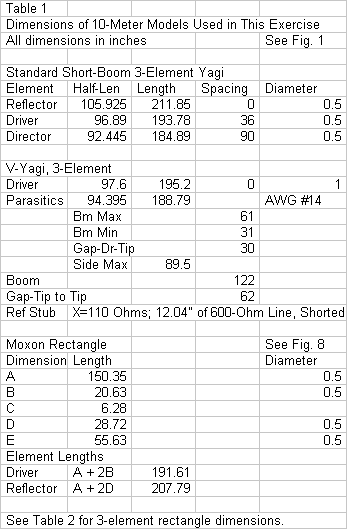 Table 1
Dimensions of 10-Meter Models Used in This Exercise
All dimensions in inches See Fig. 1
Standard Short-Boom 3-Element Yagi
Element Half-Len Length Spacing Diameter
Reflector 105.925 211.85 0 0.5
Driver 96.89 193.78 36 0.5
Director 92.445 184.89 90 0.5
V-Yagi, 3-Element
Driver 97.6 195.2 0 1
Parasitics 94.395 188.79 AWG #14
Bm Max 61
Bm Min 31
Gap-Dr-Tip 30
Side Max 89.5
Boom 122
Gap-Tip to Tip 62
Ref Stub X=110 Ohms; 12.04" of 600-Ohm Line, Shorted
Moxon Rectangle See Fig. 8
Dimension Length Diameter
A 150.35 0.5
B 20.63 0.5
C 6.28
D 28.72 0.5
E 55.63 0.5
Element Lengths
Driver A + 2B 191.61
Reflector A + 2D 207.79
See Table 2 for 3-element rectangle dimensions.